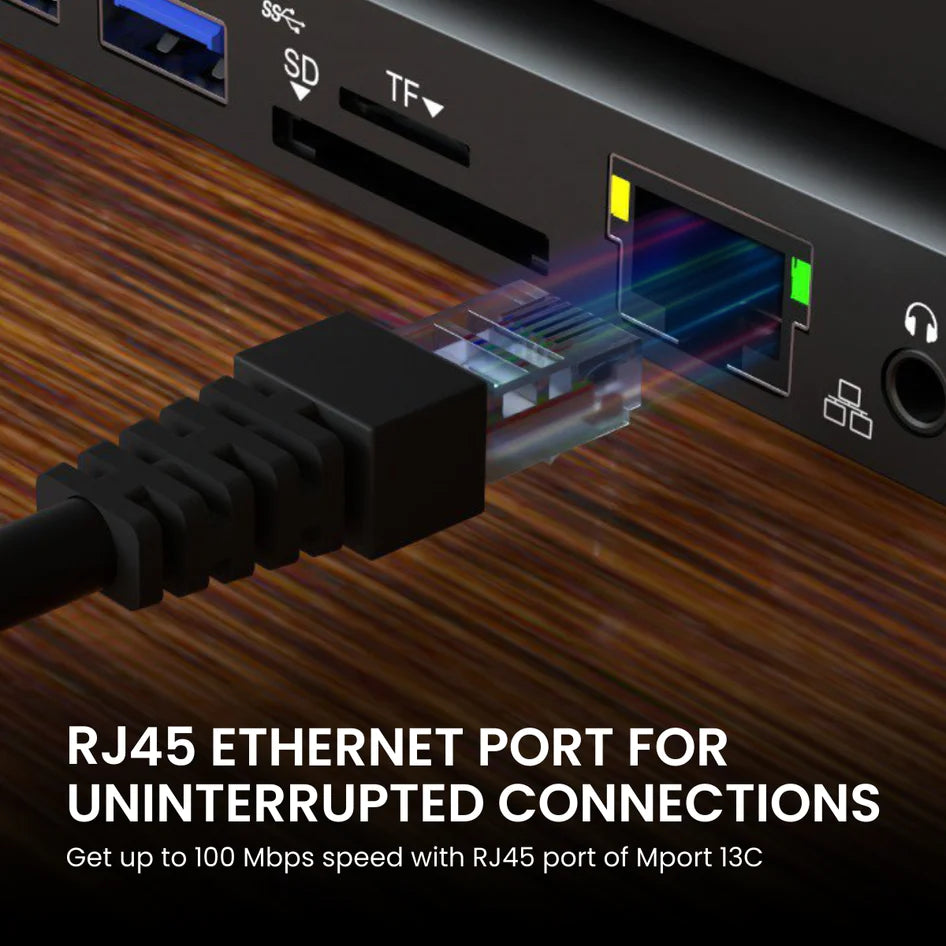 SD
TF
RJ45 ETHERNET PORT FOR
UNINTERRUPTED CONNECTIONS
Get up to 100 Mbps speed with RJ45 port of Mport 13C